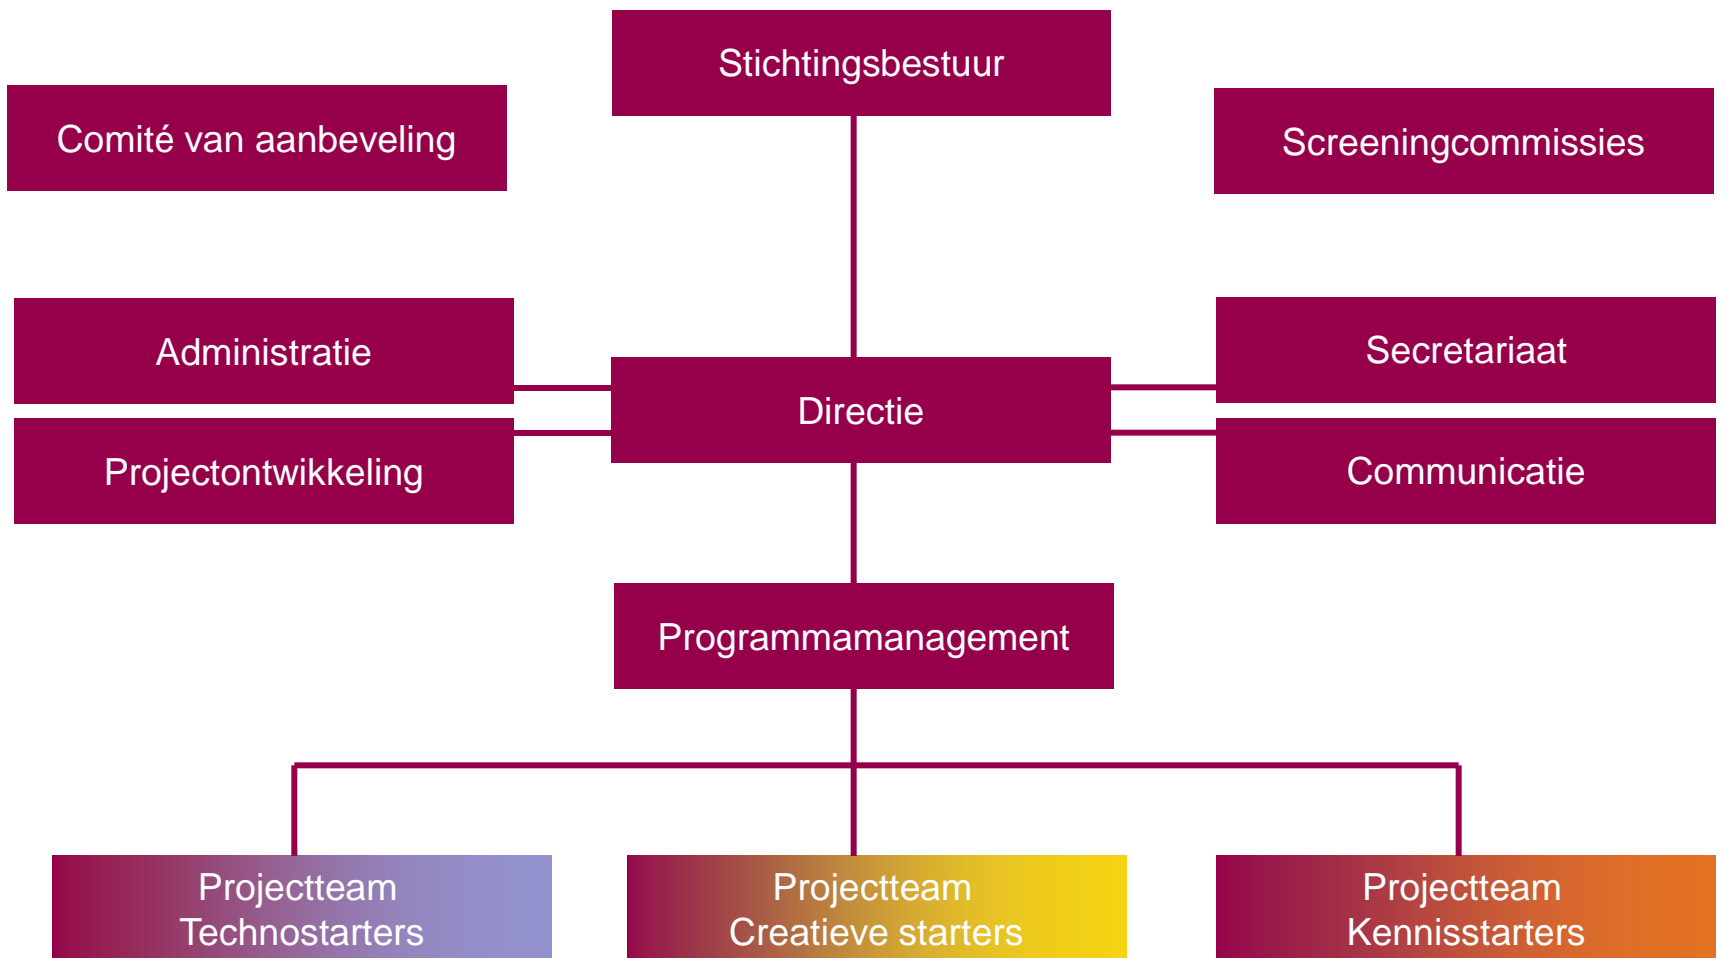 Stichtingsbestuur
Comité van aanbeveling
Screeningcommissies
Administratie
Secretariaat
Directie
Projectontwikkeling
Communicatie
Programmamanagement
Projectteam
Technostarters
Projectteam
Creatieve starters
Projectteam
Kennisstarters